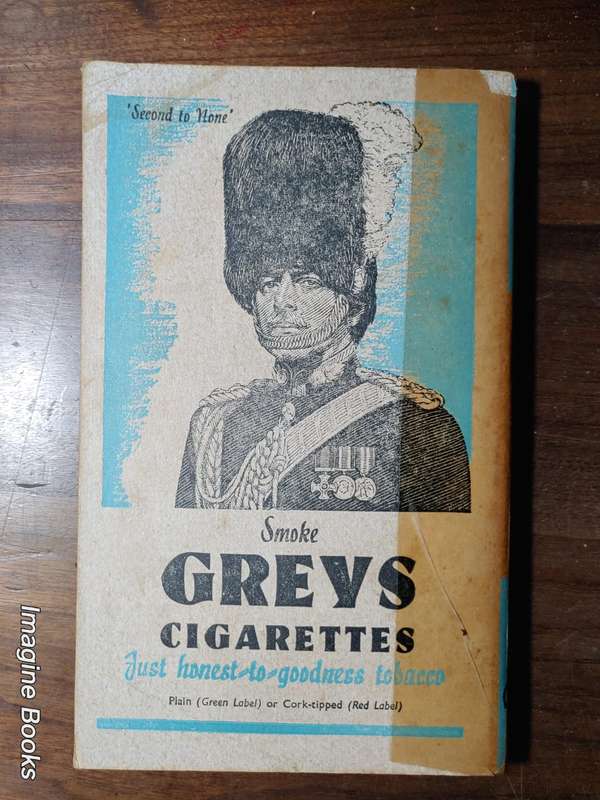 'Second to None'
Smoke
GREYS
CIGARETTES
Just honest-to-goodness tobacco
Plain (Green Label) or Cork-tipped (Red Label)
Imagine Books